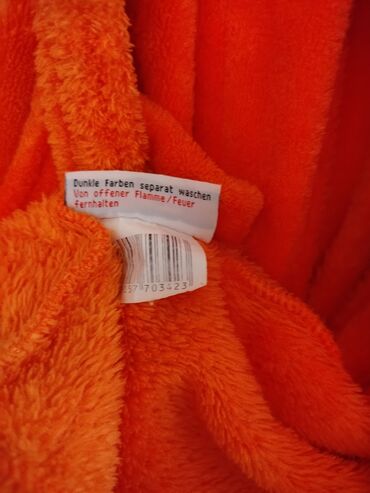 Dunkle Farben separat waschen
Von offener Flamme/Feuer
fernhalten
703423